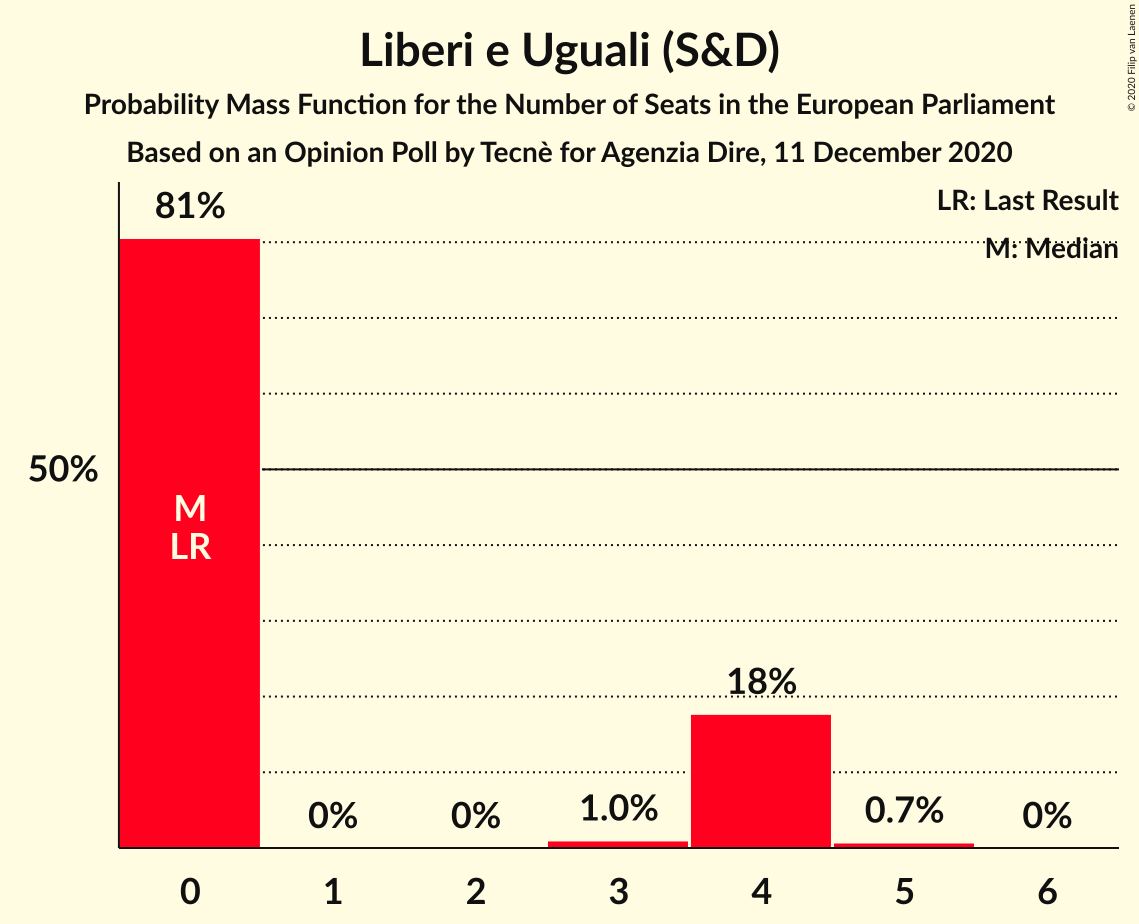 Liberi e Uguali (S&D)
Probability Mass Function for the Number of Seats in the European Parliament
Based on an Opinion Poll by Tecnè for Agenzia Dire, 11 December 2020
© 2020 Filip van Laenen
LR: Last Result
M: Median
81%
50%
M
LR
0%
0%
1.0%
18%
0.7%
0%
0
1
2
3
4
5
6